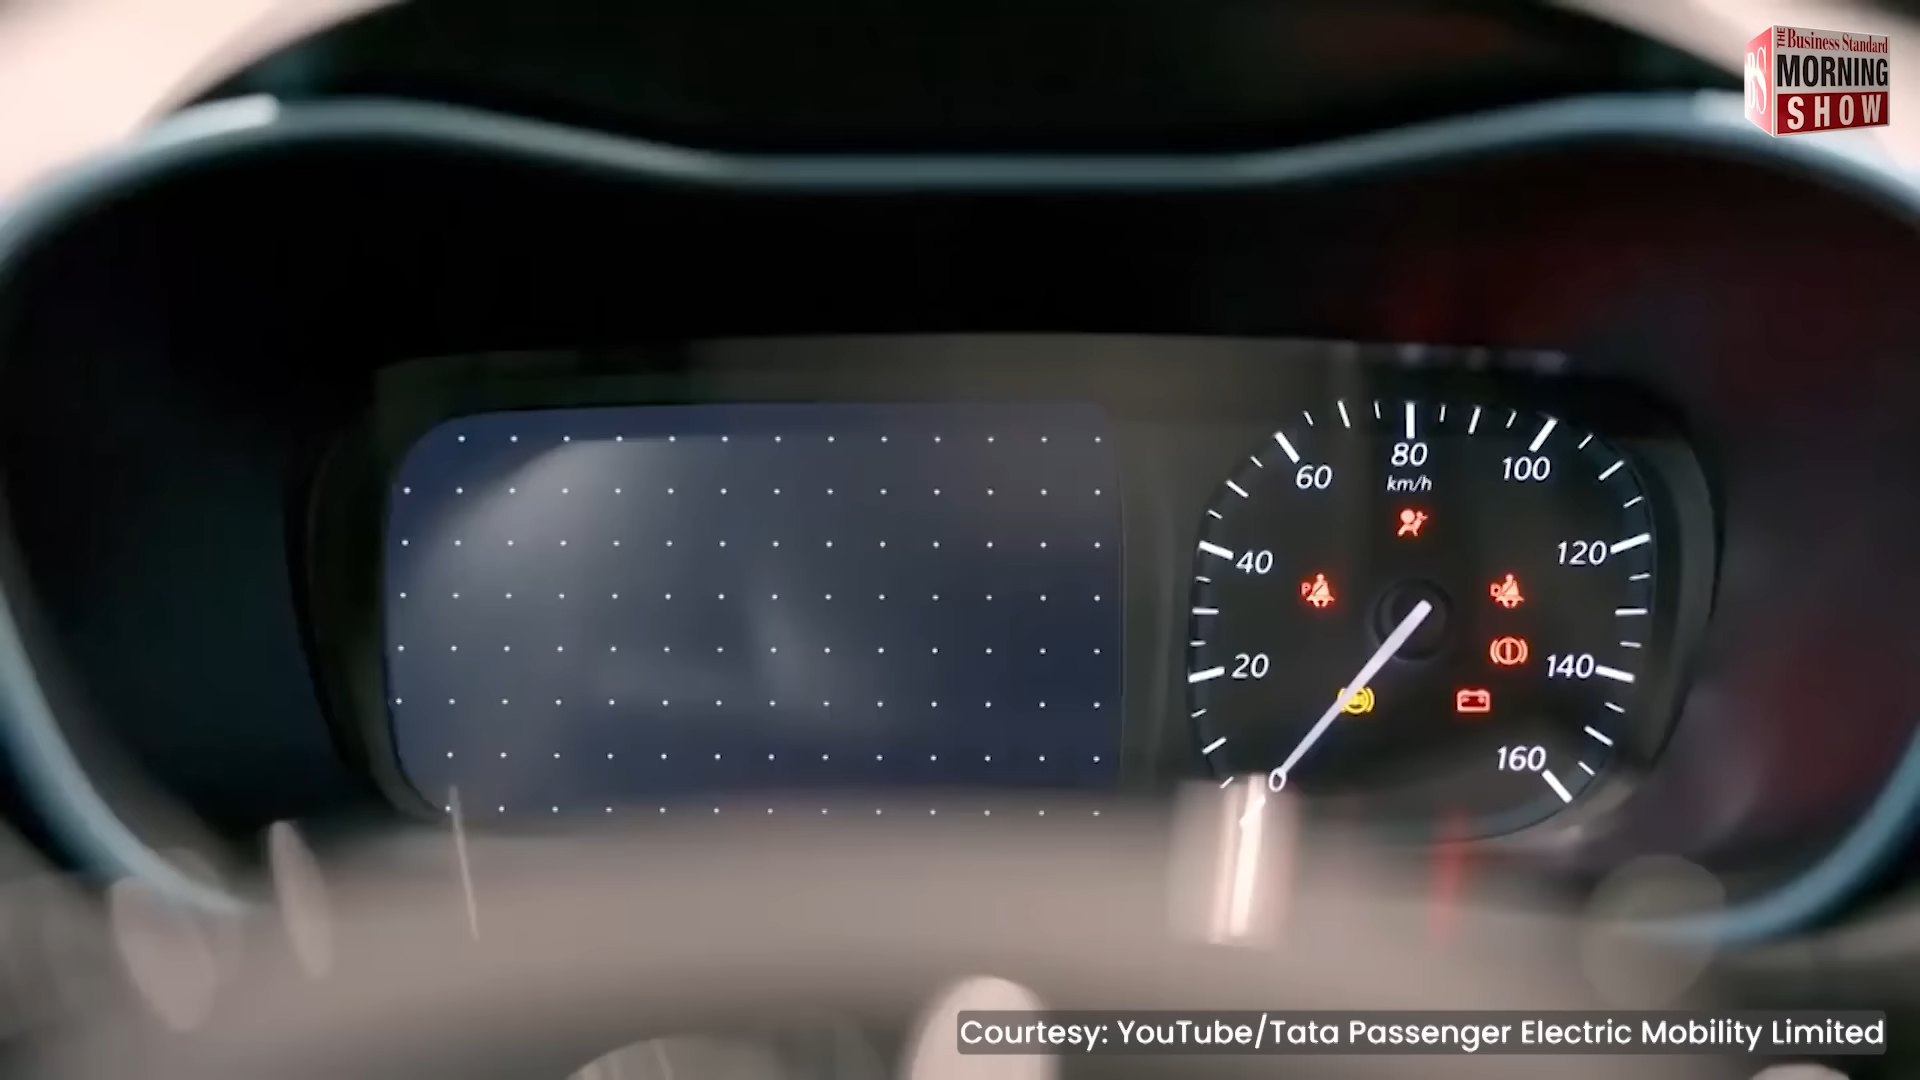 THE Business Standard
BS
MORNING
SHOW
80
km/h
60
100
40
120
20
140
160
0
Courtesy: YouTube/Tata Passenger Electric Mobility Limited